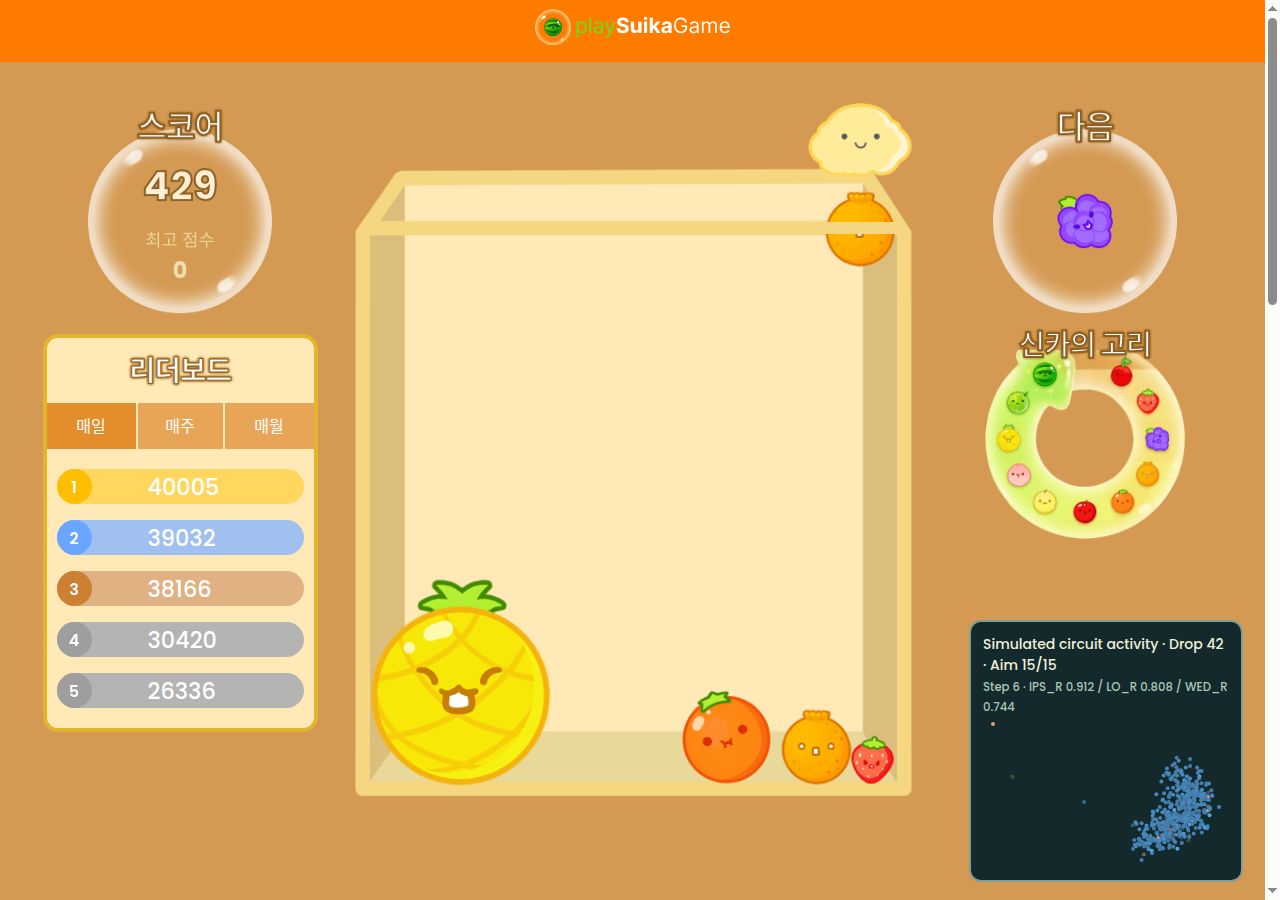 playSuikaGame
스코어
429
최고 점수
0
다음
리더보드
매일 매주 매월
1 40005
2 39032
3 38166
4 30420
5 26336
신카의 고리
Simulated circuit activity · Drop 42
· Aim 15/15
Step 6 · IPS_R 0.912 / LO_R 0.808 / WED_R
0.744